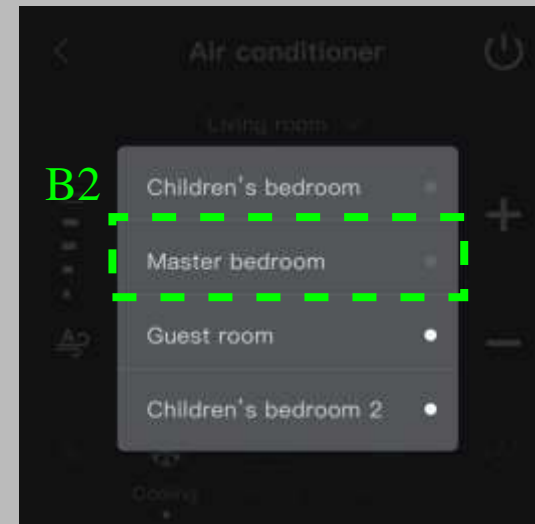 Air conditioner
Living room
B2
Children's bedroom
Master bedroom
Guest room
Children's bedroom 2
Cooling